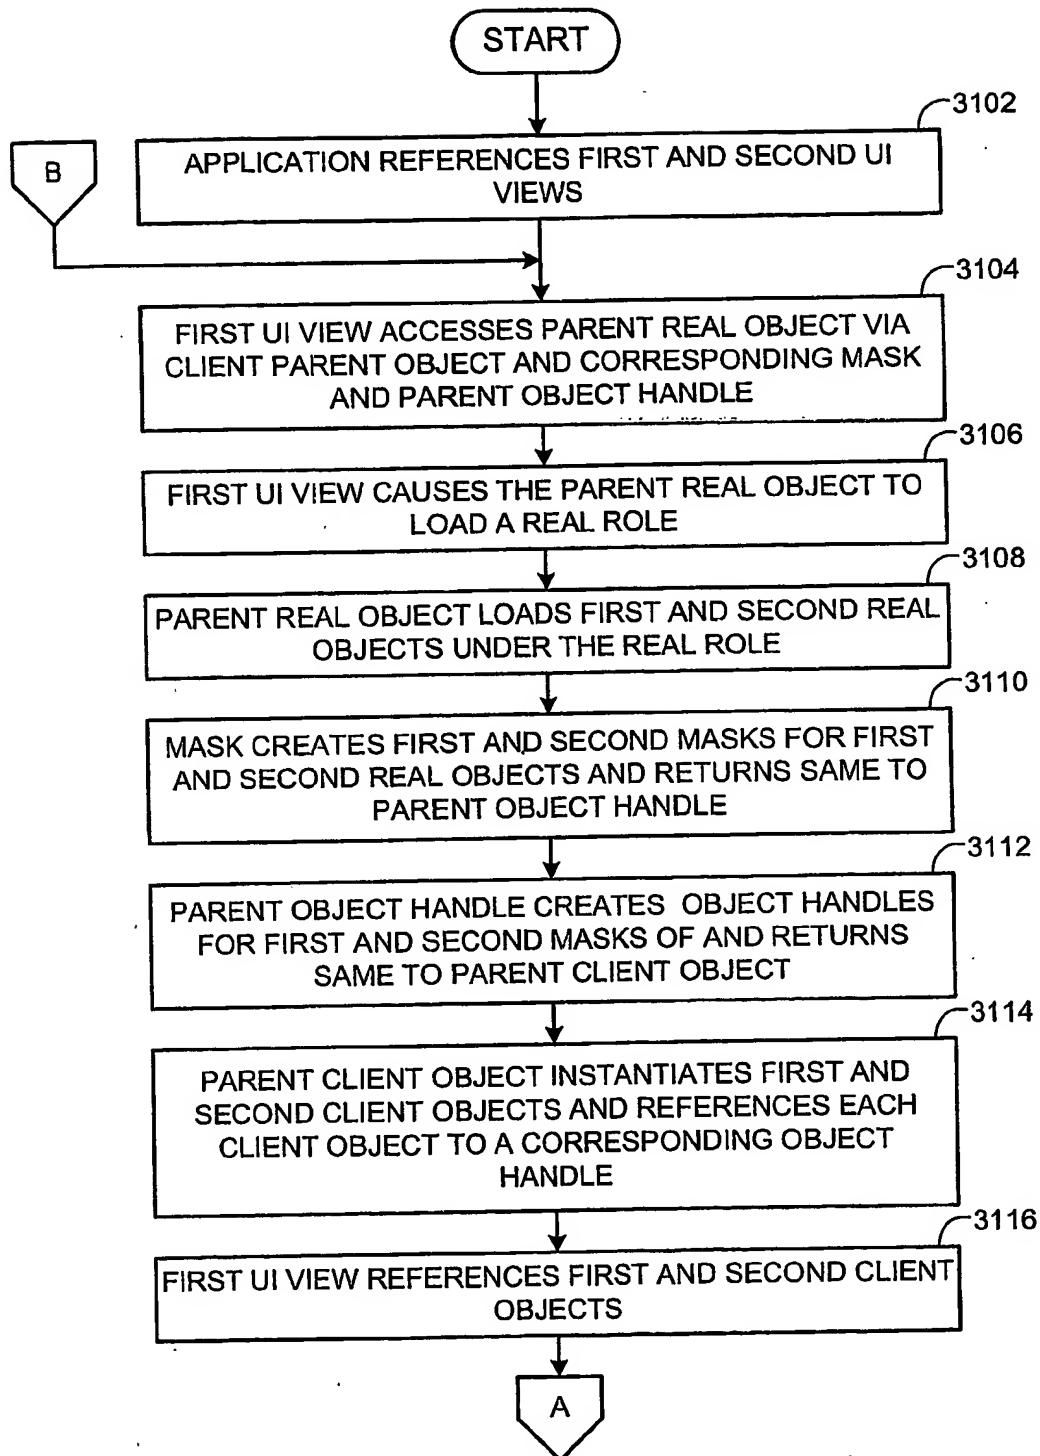 START
3102
APPLICATION REFERENCES FIRST AND SECOND UI
VIEWS
B
3104
FIRST UI VIEW ACCESSES PARENT REAL OBJECT VIA
CLIENT PARENT OBJECT AND CORRESPONDING MASK
AND PARENT OBJECT HANDLE
3106
FIRST UI VIEW CAUSES THE PARENT REAL OBJECT TO
LOAD A REAL ROLE
3108
PARENT REAL OBJECT LOADS FIRST AND SECOND REAL
OBJECTS UNDER THE REAL ROLE
3110
MASK CREATES FIRST AND SECOND MASKS FOR FIRST
AND SECOND REAL OBJECTS AND RETURNS SAME TO
PARENT OBJECT HANDLE
3112
PARENT OBJECT HANDLE CREATES OBJECT HANDLES
FOR FIRST AND SECOND MASKS OF AND RETURNS
SAME TO PARENT CLIENT OBJECT
3114
PARENT CLIENT OBJECT INSTANTIATES FIRST AND
SECOND CLIENT OBJECTS AND REFERENCES EACH
CLIENT OBJECT TO A CORRESPONDING OBJECT
HANDLE
3116
FIRST UI VIEW REFERENCES FIRST AND SECOND CLIENT
OBJECTS
A